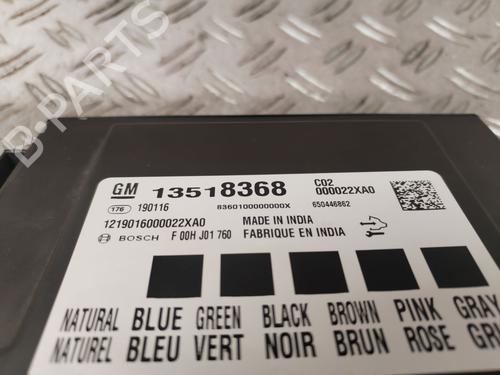 B-PARTS
GM 13518368 C02
000022XA0
176 190116 8360100000000X 650446862
1219016000022XA0 MADE IN INDIA
BOSCH F 00H J01 760 FABRIQUE EN INDIA
NATURAL BLUE GREEN BLACK BROWN PINK GRAY
NATUREL BLEU VERT NOIR BRUN ROSE